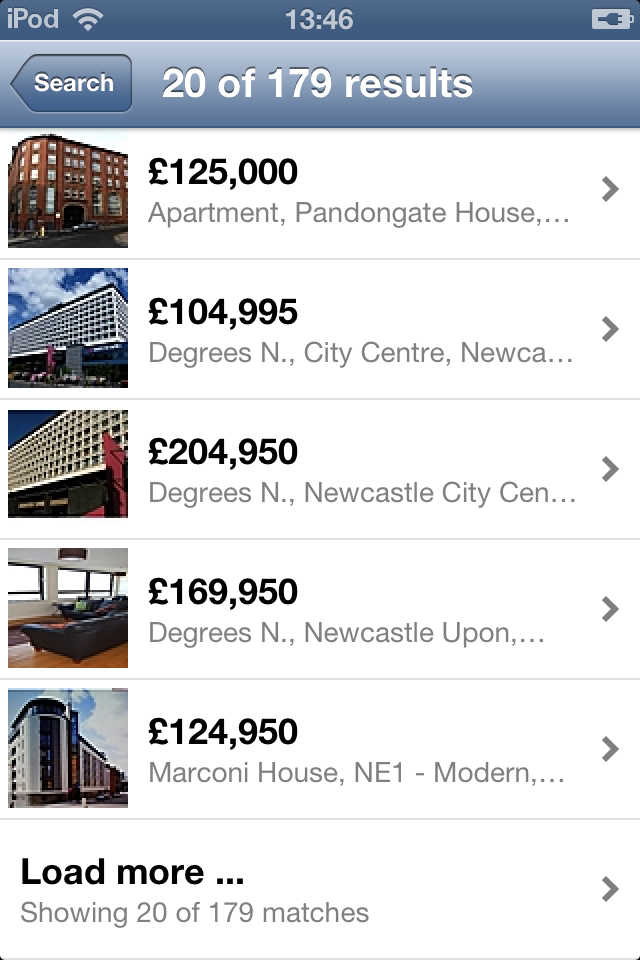 iPod 13:46
Search 20 of 179 results
£125,000
Apartment, Pandongate House,…
£104,995
Degrees N., City Centre, Newca…
£204,950
Degrees N., Newcastle City Cen…
£169,950
Degrees N., Newcastle Upon,…
£124,950
Marconi House, NE1 - Modern,…
Load more ...
Showing 20 of 179 matches